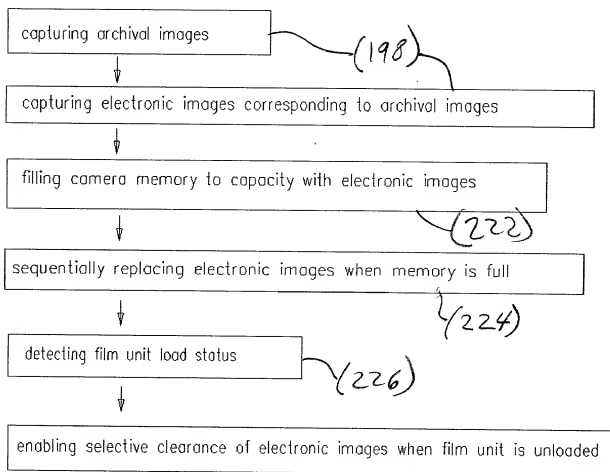 capturing archival images
(198)
capturing electronic images corresponding to archival images
filling camera memory to capacity with electronic images
(222)
sequentially replacing electronic images when memory is full
(224)
detecting film unit load status
(226)
enabling selective clearance of electronic images when film unit is unloaded